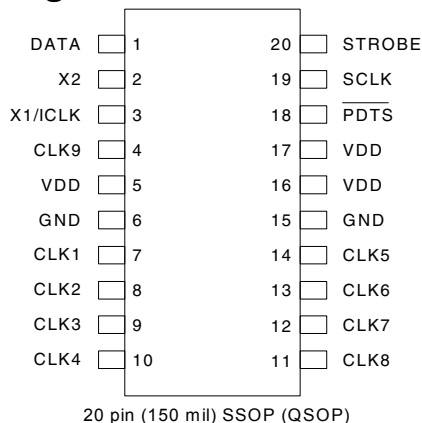 DATA 1 20 STROBE
X2 2 19 SCLK
X1/ICLK 3 18 PDTS
CLK9 4 17 VDD
VDD 5 16 VDD
GND 6 15 GND
CLK1 7 14 CLK5
CLK2 8 13 CLK6
CLK3 9 12 CLK7
CLK4 10 11 CLK8
20 pin (150 mil) SSOP (QSOP)